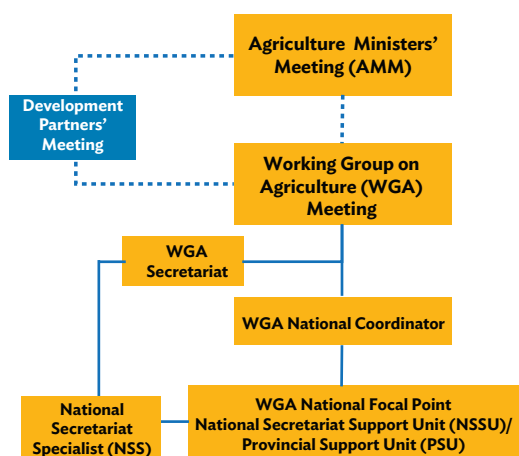 Agriculture Ministers'
Meeting (AMM)
Development
Partners'
Meeting
Working Group on
Agriculture (WGA)
Meeting
WGA
Secretariat
WGA National Coordinator
National
Secretariat
Specialist (NSS)
WGA National Focal Point
National Secretariat Support Unit (NSSU)/
Provincial Support Unit (PSU)